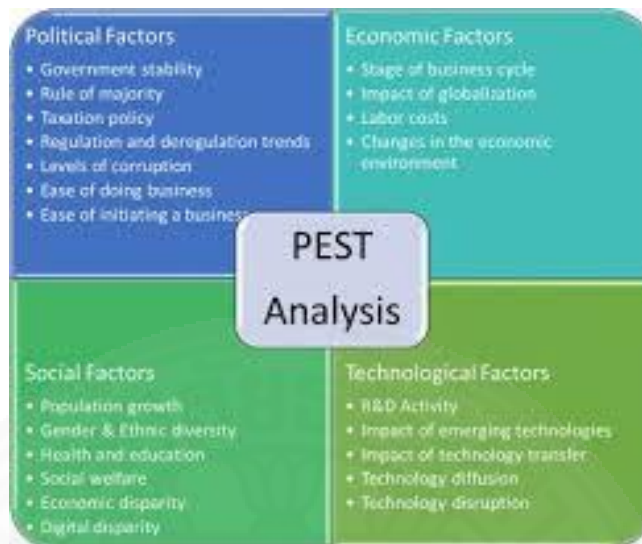 Political Factors
• Government stability
• Rule of majority
• Taxation policy
• Regulation and deregulation trends
• Levels of corruption
• Ease of doing business
• Ease of initiating a business
Economic Factors
• Stage of business cycle
• Impact of globalization
• Labor costs
• Changes in the economic
environment
PEST
Analysis
Social Factors
• Population growth
• Gender & Ethnic diversity
• Health and education
• Social welfare
• Economic disparity
• Digital disparity
Technological Factors
• R&D Activity
• Impact of emerging technologies
• Impact of technology transfer
• Technology diffusion
• Technology disruption